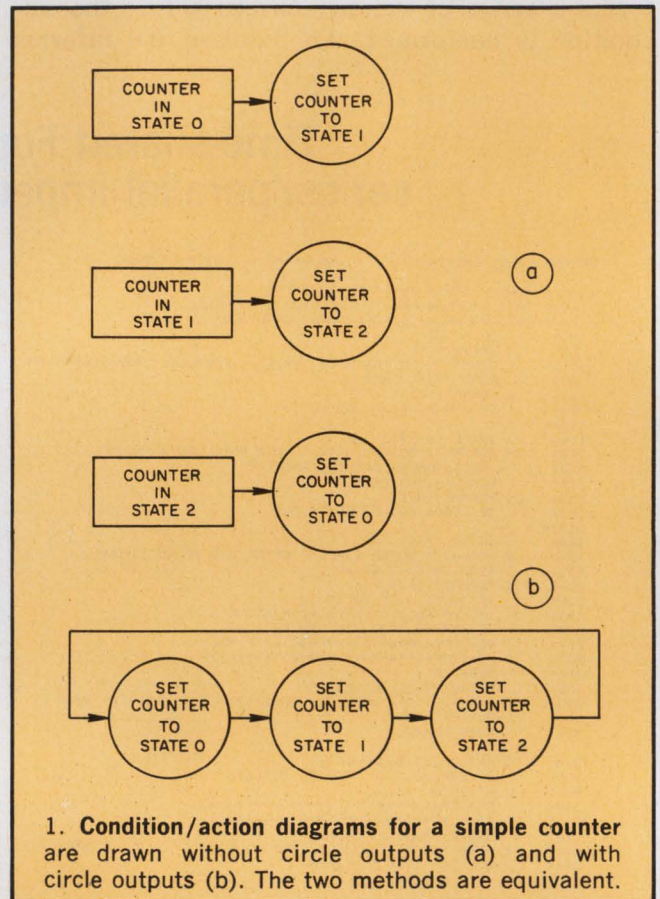 COUNTER
IN
STATE 0
SET
COUNTER
TO
STATE 1
COUNTER
IN
STATE 1
SET
COUNTER
TO
STATE 2
a
COUNTER
IN
STATE 2
SET
COUNTER
TO
STATE 0
b
SET
COUNTER
TO
STATE 0
SET
COUNTER
TO
STATE 1
SET
COUNTER
TO
STATE 2
1. Condition/action diagrams for a simple counter
are drawn without circle outputs (a) and with
circle outputs (b). The two methods are equivalent.